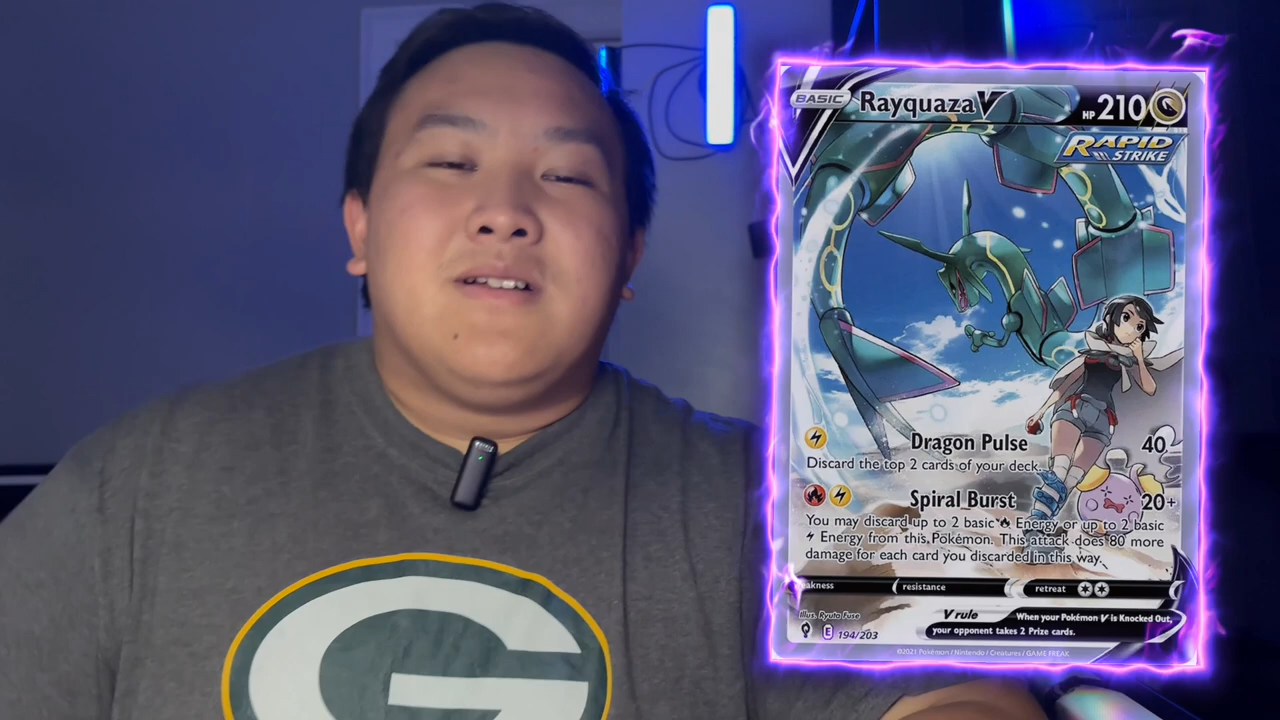 BASIC Rayquaza V HP 210
RAPID
STRIKE
Dragon Pulse 40
Discard the top 2 cards of your deck.
Spiral Burst 20+
You may discard up to 2 basic Energy or up to 2 basic
Energy from this Pokémon. This attack does 80 more
damage for each card you discarded in this way.
weakness resistance retreat
Illus. Ryuta Fuse
V rule When your Pokémon V is Knocked Out,
your opponent takes 2 Prize cards.
E 194/203
©2021 Pokémon / Nintendo / Creatures / GAME FREAK
G